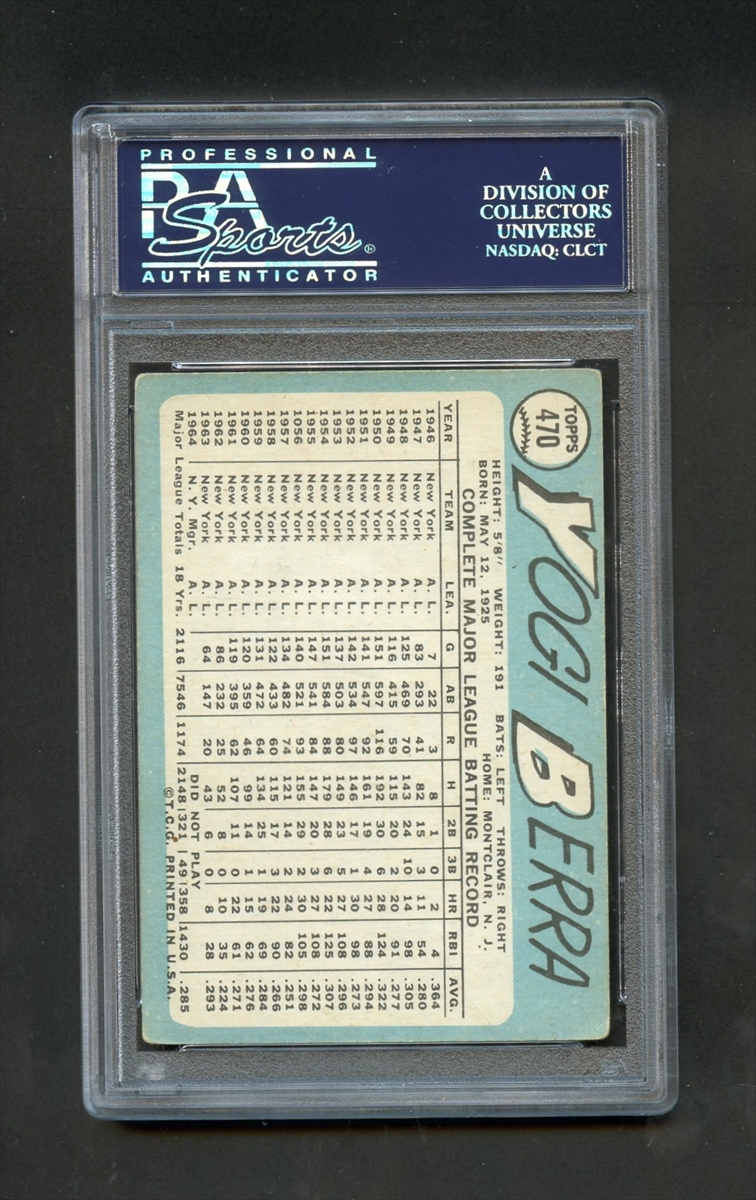 PROFESSIONAL
PSA
Sports
®
AUTHENTICATOR
A
DIVISION OF
COLLECTORS
UNIVERSE
NASDAQ: CLCT
TOPPS
470
YOGI BERRA
HEIGHT: 5'8" WEIGHT: 191 BATS: LEFT THROWS: RIGHT
BORN: MAY 12, 1925 HOME: MONTCLAIR, N. J.
COMPLETE MAJOR LEAGUE BATTING RECORD
YEAR TEAM LEA. G AB R H 2B 3B HR RBI AVG.
1946 New York A. L. 7 22 3 8 1 0 2 4 .364
1947 New York A. L. 83 293 41 82 15 3 11 54 .280
1948 New York A. L. 125 469 70 143 24 10 14 98 .305
1949 New York A. L. 116 415 59 115 20 2 20 91 .277
1950 New York A. L. 151 597 116 192 30 6 28 124 .322
1951 New York A. L. 141 547 92 161 19 4 27 88 .294
1952 New York A. L. 142 534 97 146 17 1 30 98 .273
1953 New York A. L. 137 503 80 149 23 5 27 108 .296
1954 New York A. L. 151 584 88 179 28 6 22 125 .307
1955 New York A. L. 147 541 84 147 20 3 27 108 .272
1056 New York A. L. 140 521 93 155 29 2 30 105 .298
1957 New York A. L. 134 482 74 121 14 2 24 82 .251
1958 New York A. L. 122 433 60 115 17 3 22 90 .266
1959 New York A. L. 131 472 64 134 25 1 19 69 .284
1960 New York A. L. 120 359 46 99 14 1 15 62 .276
1961 New York A. L. 119 395 62 107 11 0 22 61 .271
1962 New York A. L. 86 232 25 52 8 0 10 35 .224
1963 New York A. L. 64 147 20 43 6 0 8 28 .293
1964 N. Y. Mgr. A. L. DID NOT PLAY
Major League Totals 18 Yrs. 2116 7546 1174 2148 321 49 358 1430 .285
©T.C.G. PRINTED IN U.S.A.